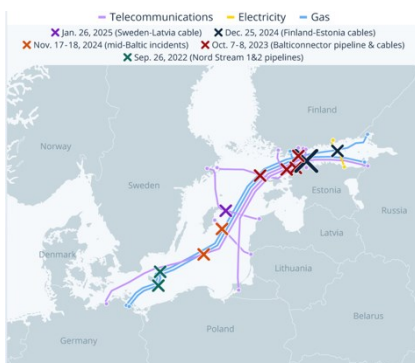 Telecommunications Electricity Gas
Jan. 26, 2025 (Sweden-Latvia cable) Dec. 25, 2024 (Finland-Estonia cables)
Nov. 17-18, 2024 (mid-Baltic incidents) Oct. 7-8, 2023 (Balticonnector pipeline & cables)
Sep. 26, 2022 (Nord Stream 1&2 pipelines)
Finland
Norway
Sweden
Estonia
Russia
Latvia
Denmark
Lithuania
Belarus
Poland
Germany